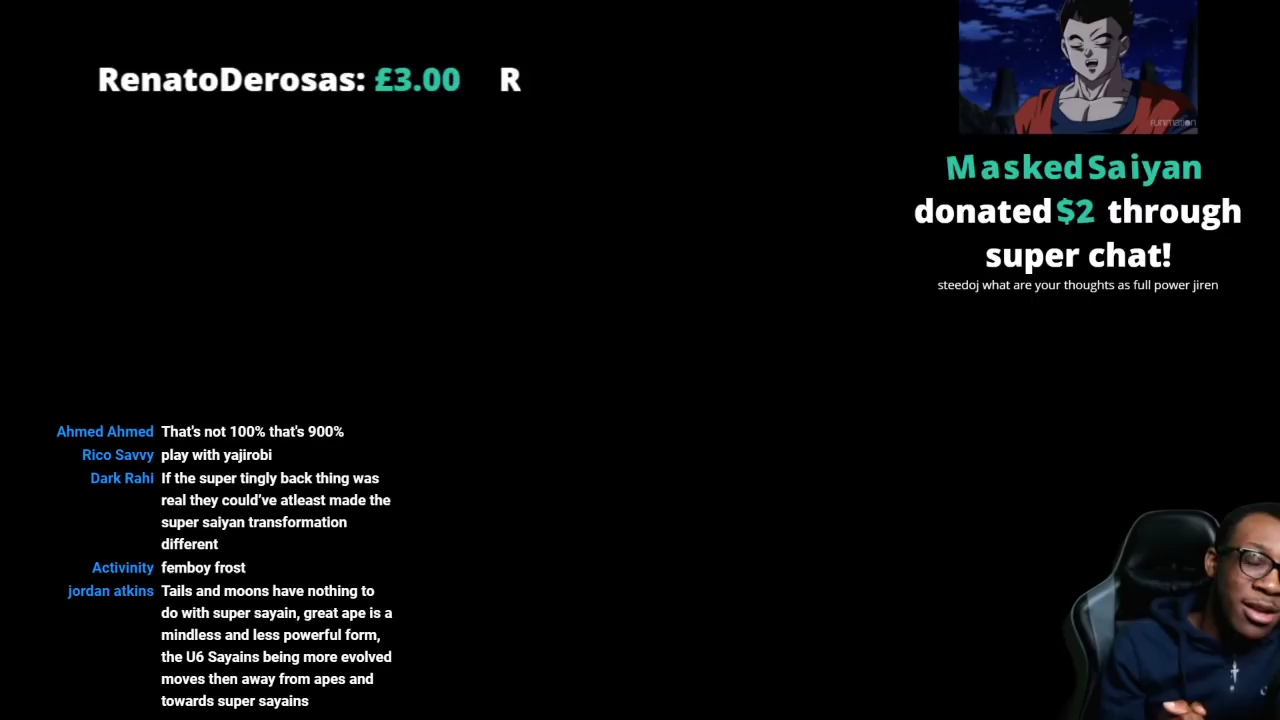 RenatoDerosas: £3.00 R
FUNIMATION
MaskedSaiyan
donated $2 through
super chat!
steedoj what are your thoughts as full power jiren
Ahmed Ahmed That's not 100% that's 900%
Rico Savvy play with yajirobi
Dark Rahi If the super tingly back thing was
real they could've atleast made the
super saiyan transformation
different
Activinity femboy frost
jordan atkins Tails and moons have nothing to
do with super sayain, great ape is a
mindless and less powerful form,
the U6 Sayains being more evolved
moves then away from apes and
towards super sayains